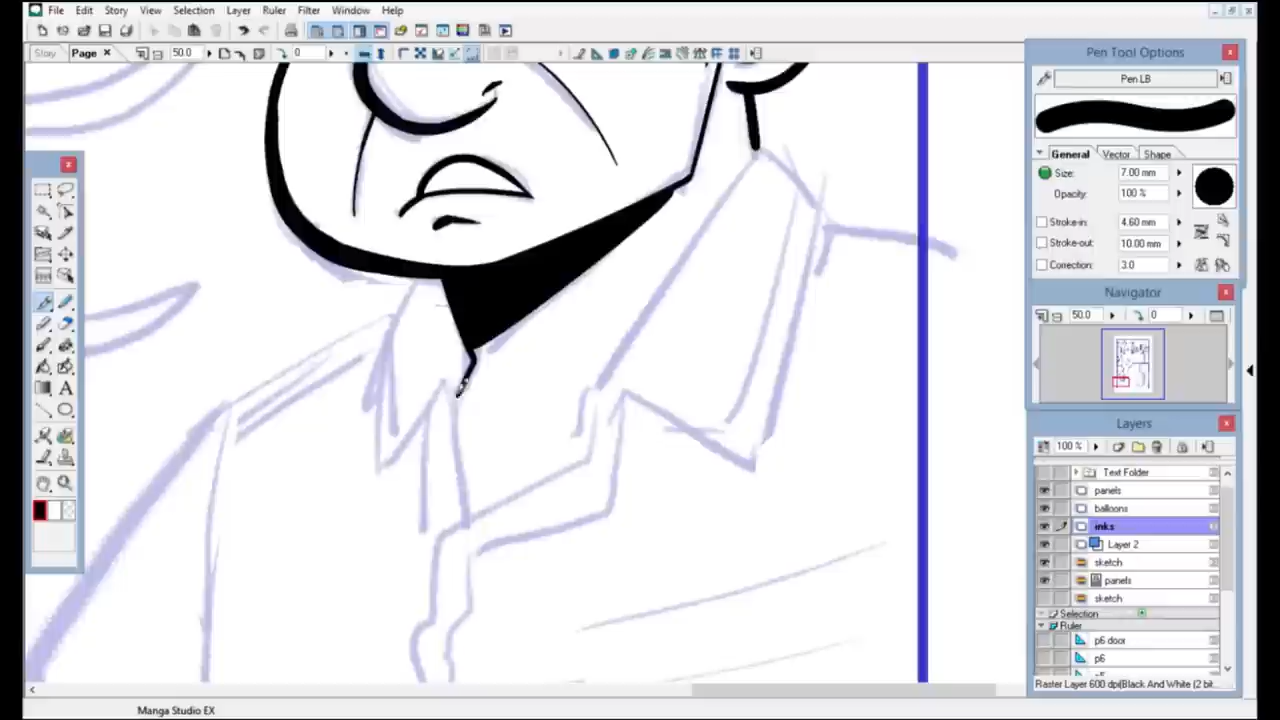 File Edit Story View Selection Layer Ruler Filter Window Help
Story Page 50.0 0
Pen Tool Options
Pen LB
General Vector Shape
Size: 7.00 mm
Opacity: 100 %
Stroke-in: 4.60 mm
Stroke-out: 10.00 mm
Correction: 3.0
Navigator
50.0 0
Layers
100 %
Text Folder
panels
balloons
inks
Layer 2
sketch
panels
sketch
Selection
Ruler
p6 door
p6
Raster Layer 600 dpi(Black And White (2 bit...
Manga Studio EX